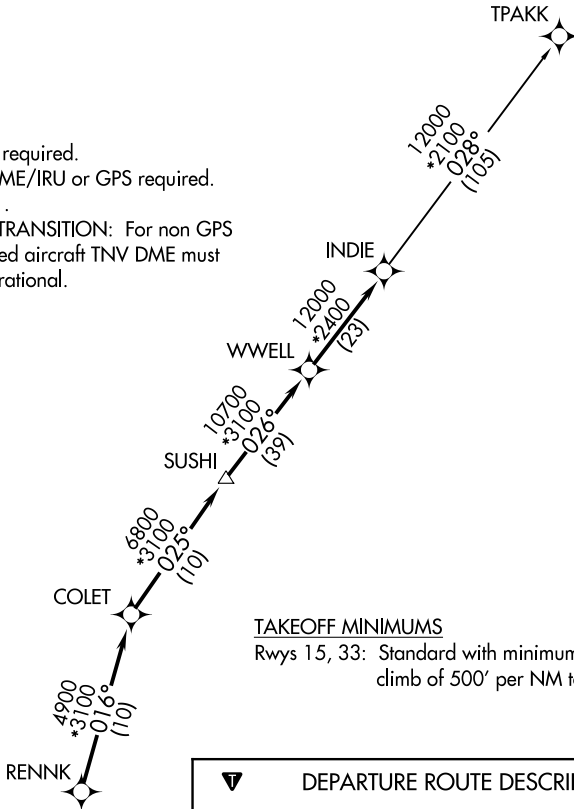 TPAKK
12000
*2100
028°
(105)
required.
ME/IRU or GPS required.
.
TRANSITION: For non GPS
ed aircraft TNV DME must
rational.
INDIE
12000
*2400
(23)
WWELL
10700
*3100
026°
(39)
SUSHI
6800
*3100
025°
(10)
COLET
TAKEOFF MINIMUMS
Rwys 15, 33: Standard with minimum
climb of 500' per NM t
4900
*3100
016°
(10)
RENNK
T DEPARTURE ROUTE DESCRI